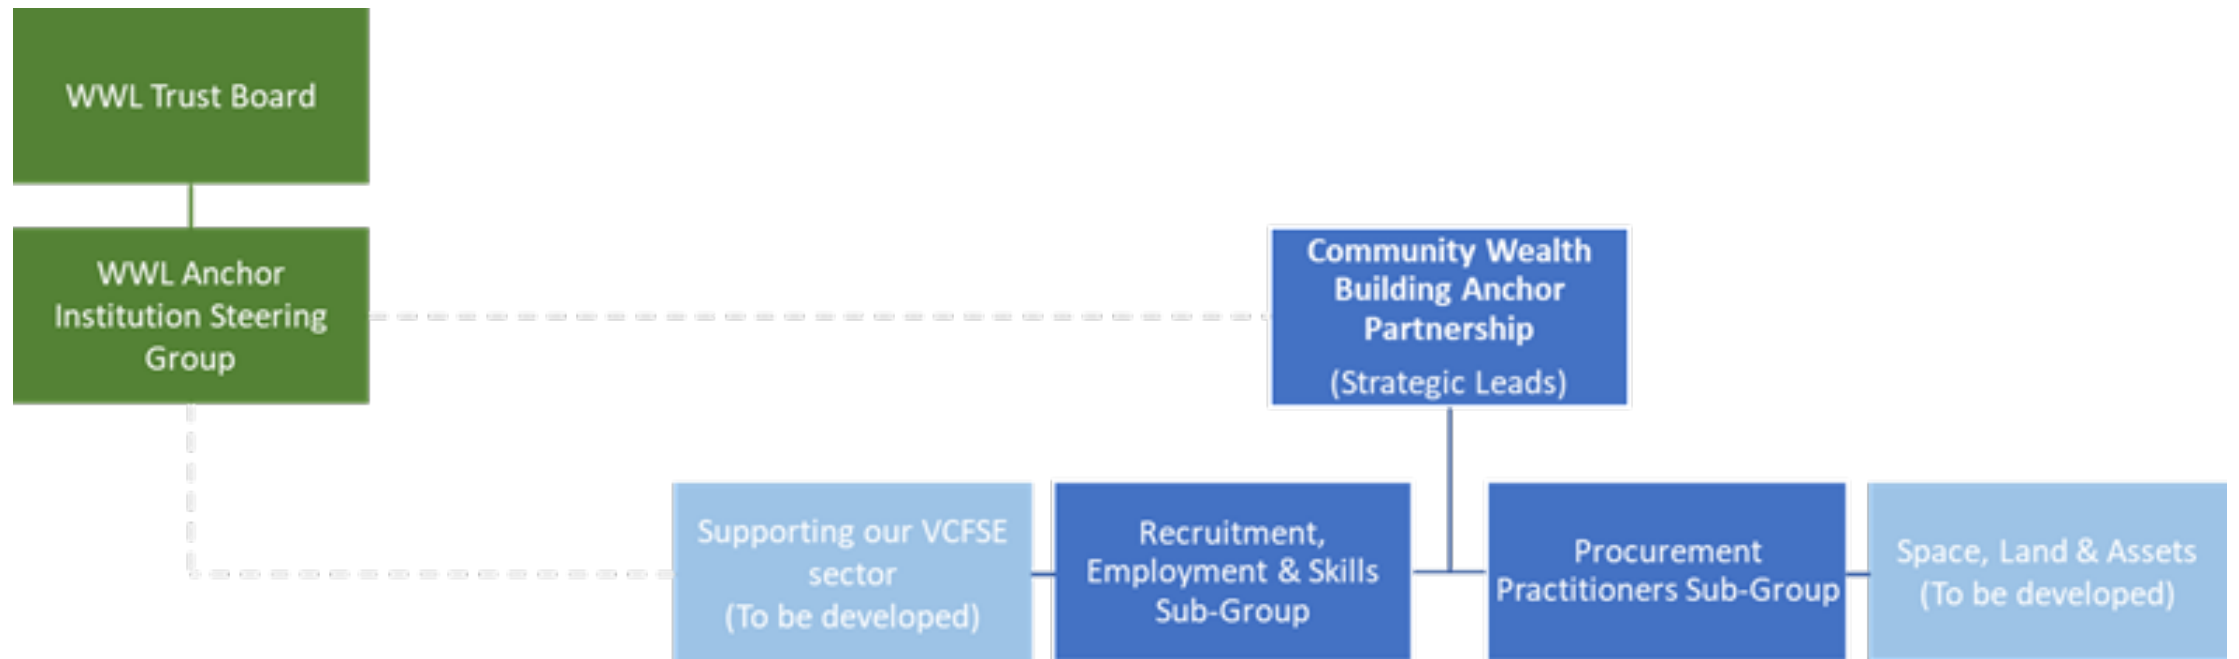 WWL Trust Board
WWL Anchor
Institution Steering
Group
Community Wealth
Building Anchor
Partnership
(Strategic Leads)
Supporting our VCFSE
sector
(To be developed)
Recruitment,
Employment & Skills
Sub-Group
Procurement
Practitioners Sub-Group
Space, Land & Assets
(To be developed)